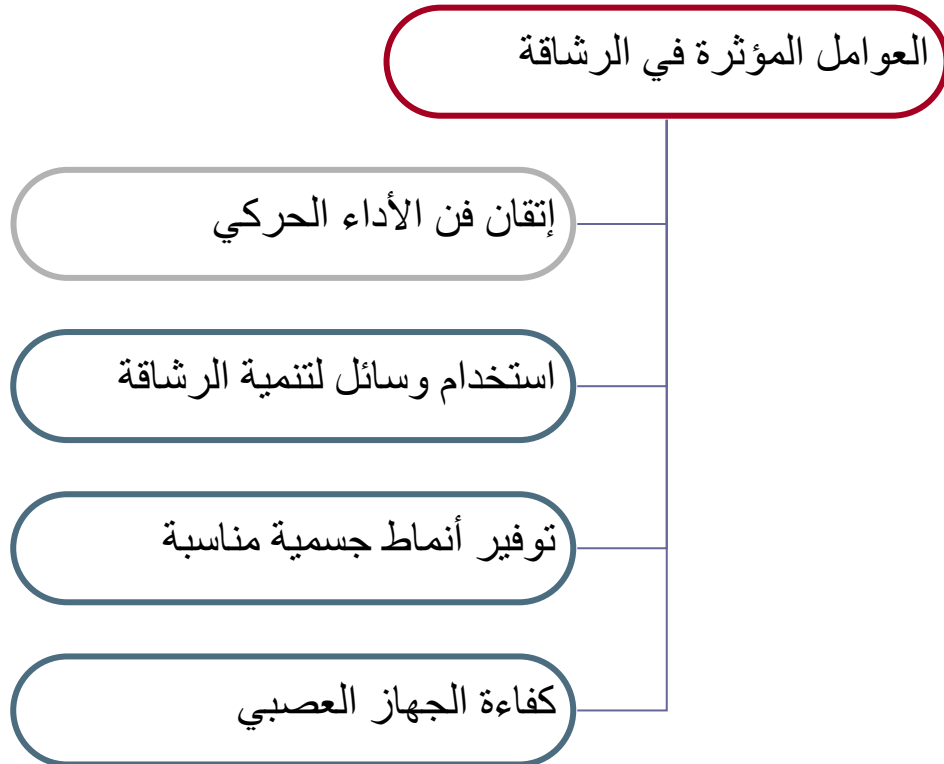 العوامل المؤثرة في الرشاقة
إتقان فن الأداء الحركي
استخدام وسائل لتنمية الرشاقة
توفير أنماط جسمية مناسبة
كفاءة الجهاز العصبي